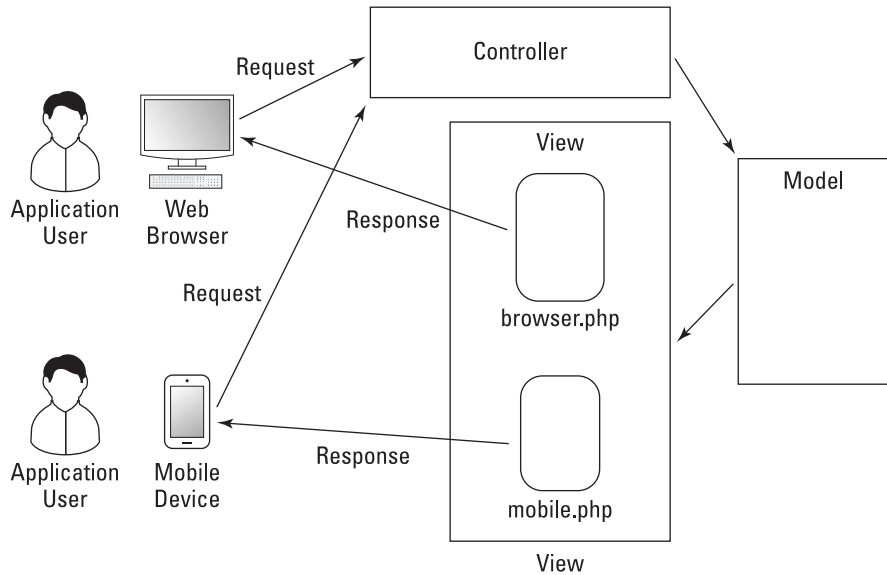 Controller
Request
View
Model
Application
User
Web
Browser
Response
Request
browser.php
Application
User
Mobile
Device
Response
mobile.php
View